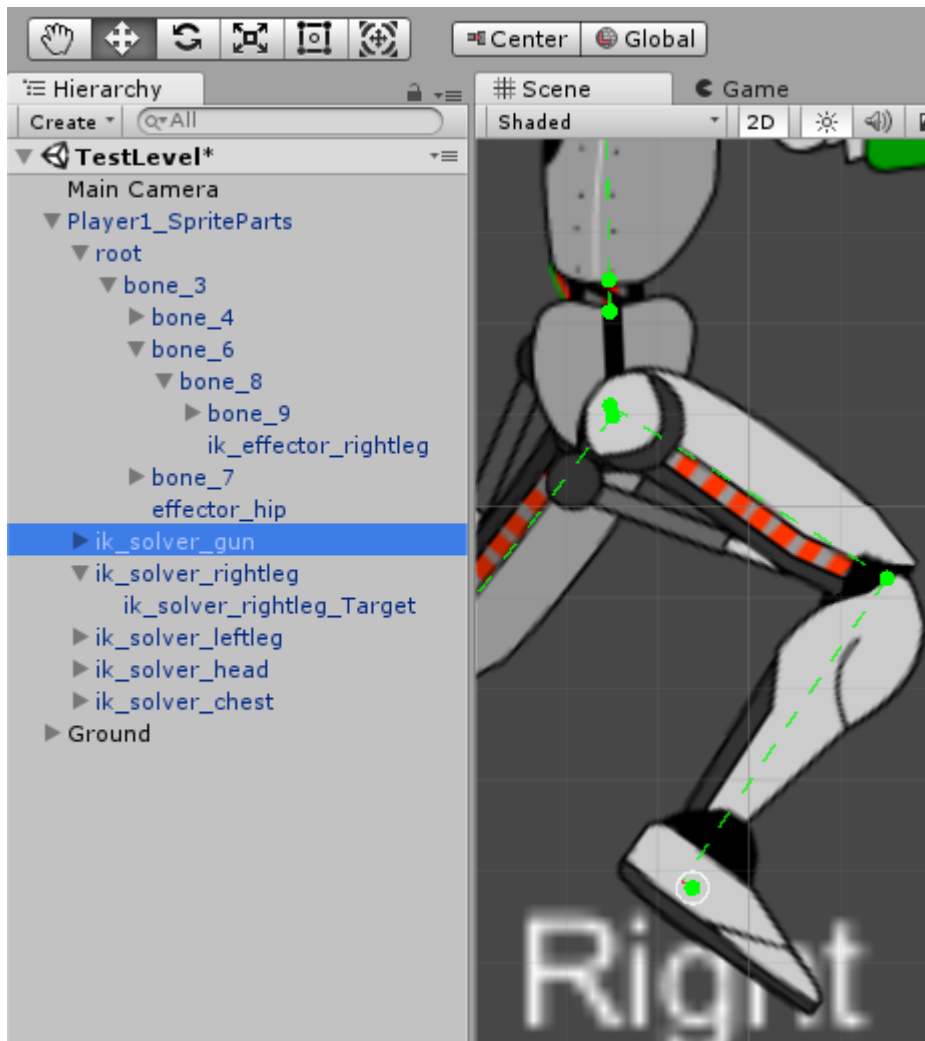 Center Global
Hierarchy
Scene Game
Create All
Shaded 2D
TestLevel*
Main Camera
Player1_SpriteParts
root
bone_3
bone_4
bone_6
bone_8
bone_9
ik_effector_rightleg
bone_7
effector_hip
ik_solver_gun
ik_solver_rightleg
ik_solver_rightleg_Target
ik_solver_leftleg
ik_solver_head
ik_solver_chest
Ground
Right